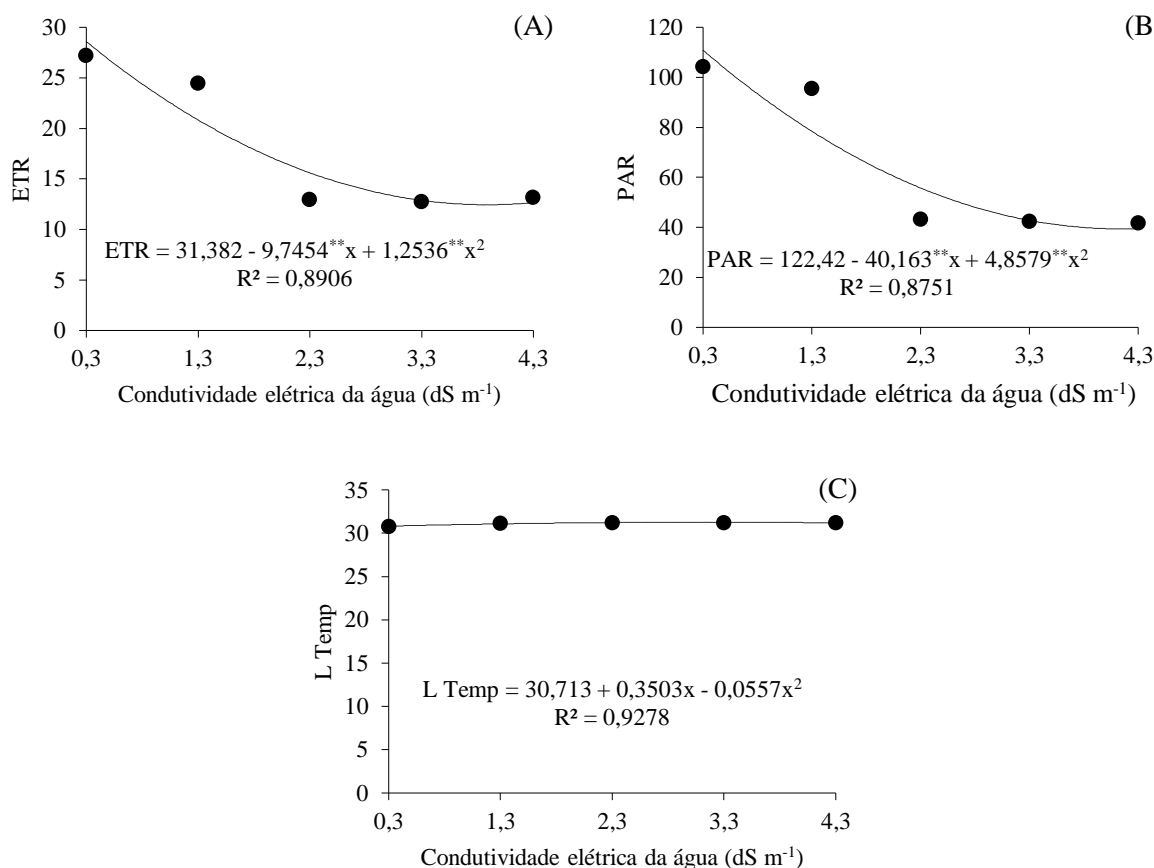 (A)
30
25
20
15
10
5
0
ETR
ETR = 31,382 - 9,7454**x + 1,2536**x²
R² = 0,8906
0,3 1,3 2,3 3,3 4,3
Condutividade elétrica da água (dS m⁻¹)
(B
120
100
80
60
40
20
0
PAR
PAR = 122,42 - 40,163**x + 4,8579**x²
R² = 0,8751
0,3 1,3 2,3 3,3 4,3
Condutividade elétrica da água (dS m⁻¹)
(C)
35
30
25
20
15
10
5
0
L Temp
L Temp = 30,713 + 0,3503x - 0,0557x²
R² = 0,9278
0,3 1,3 2,3 3,3 4,3
Condutividade elétrica da água (dS m⁻¹)